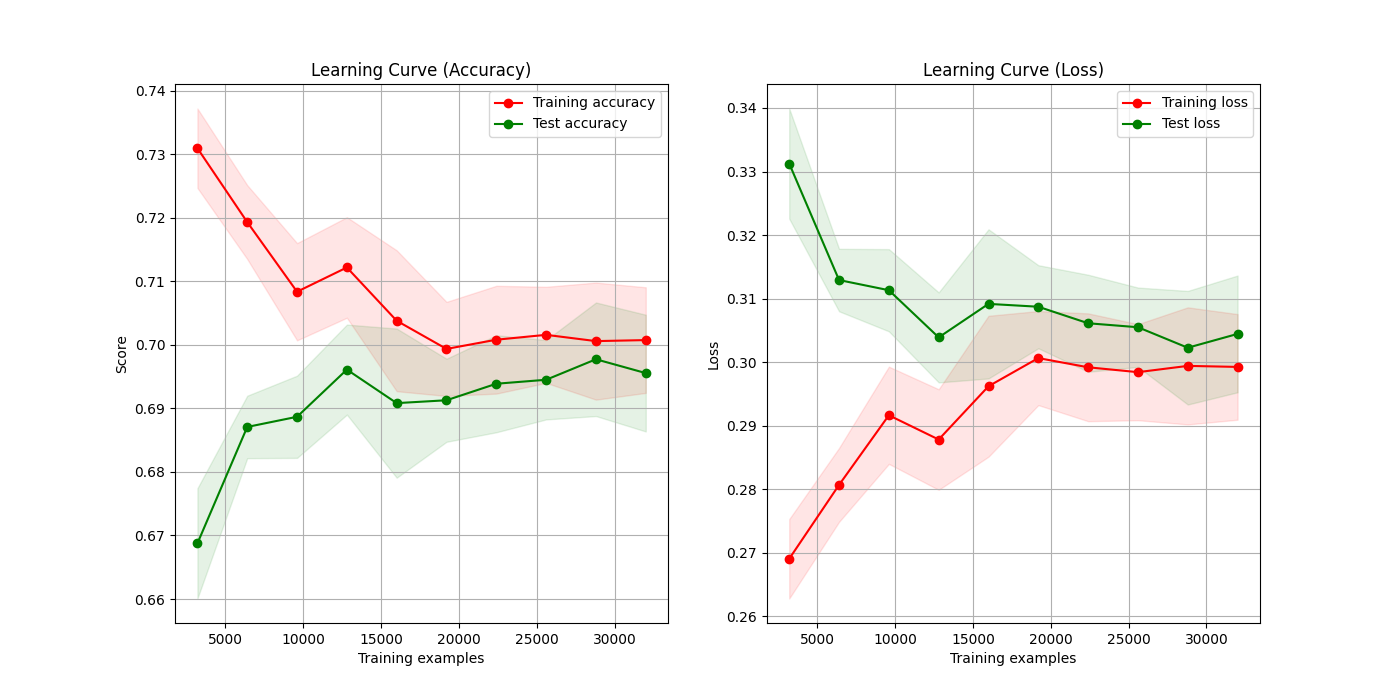 Learning Curve (Accuracy)
Training accuracy
Test accuracy
0.74
0.73
0.72
0.71
0.70
0.69
0.68
0.67
0.66
Score
5000 10000 15000 20000 25000 30000
Training examples
Learning Curve (Loss)
Training loss
Test loss
0.34
0.33
0.32
0.31
0.30
0.29
0.28
0.27
0.26
Loss
5000 10000 15000 20000 25000 30000
Training examples